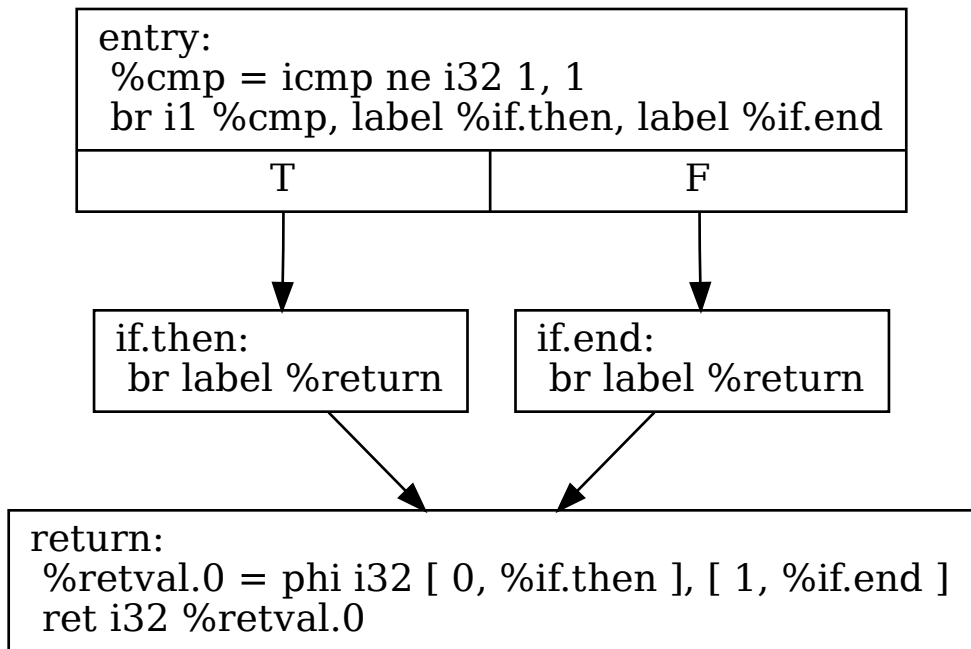 entry:
%cmp = icmp ne i32 1, 1
br i1 %cmp, label %if.then, label %if.end
T
F
if.then:
br label %return
if.end:
br label %return
return:
%retval.0 = phi i32 [ 0, %if.then ], [ 1, %if.end ]
ret i32 %retval.0